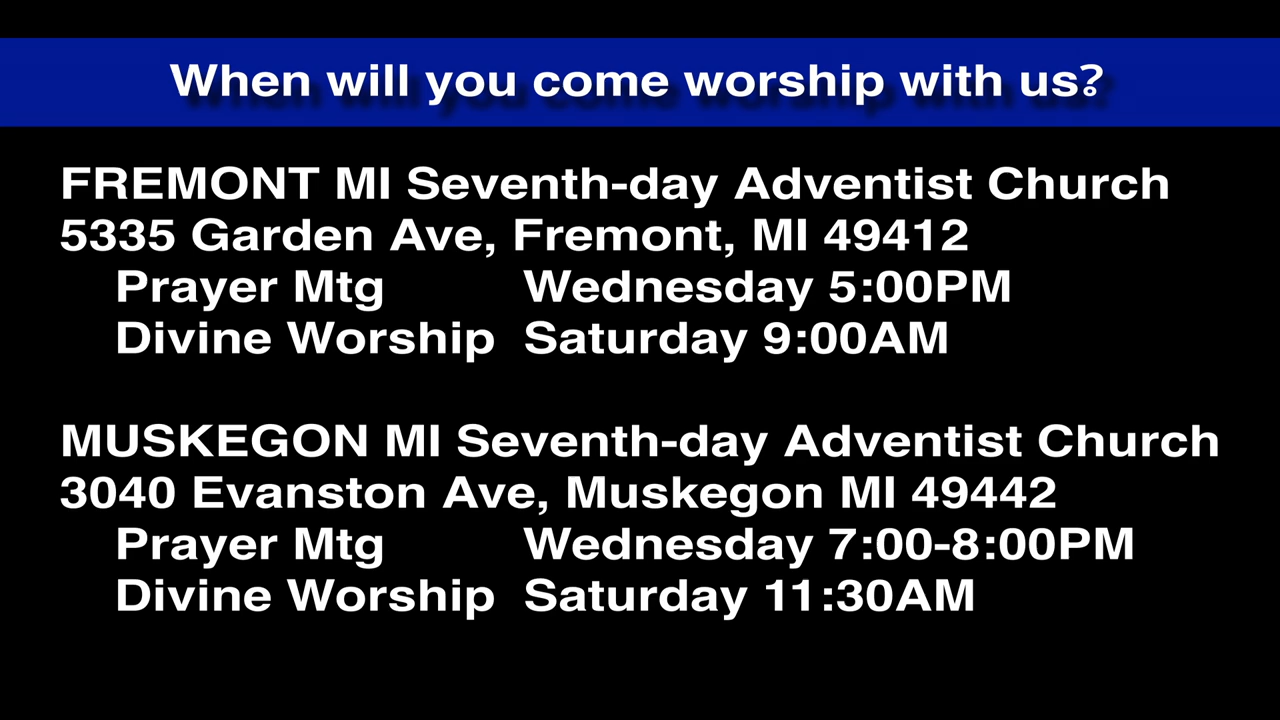 When will you come worship with us?
FREMONT MI Seventh-day Adventist Church
5335 Garden Ave, Fremont, MI 49412
Prayer Mtg Wednesday 5:00PM
Divine Worship Saturday 9:00AM
MUSKEGON MI Seventh-day Adventist Church
3040 Evanston Ave, Muskegon MI 49442
Prayer Mtg Wednesday 7:00-8:00PM
Divine Worship Saturday 11:30AM